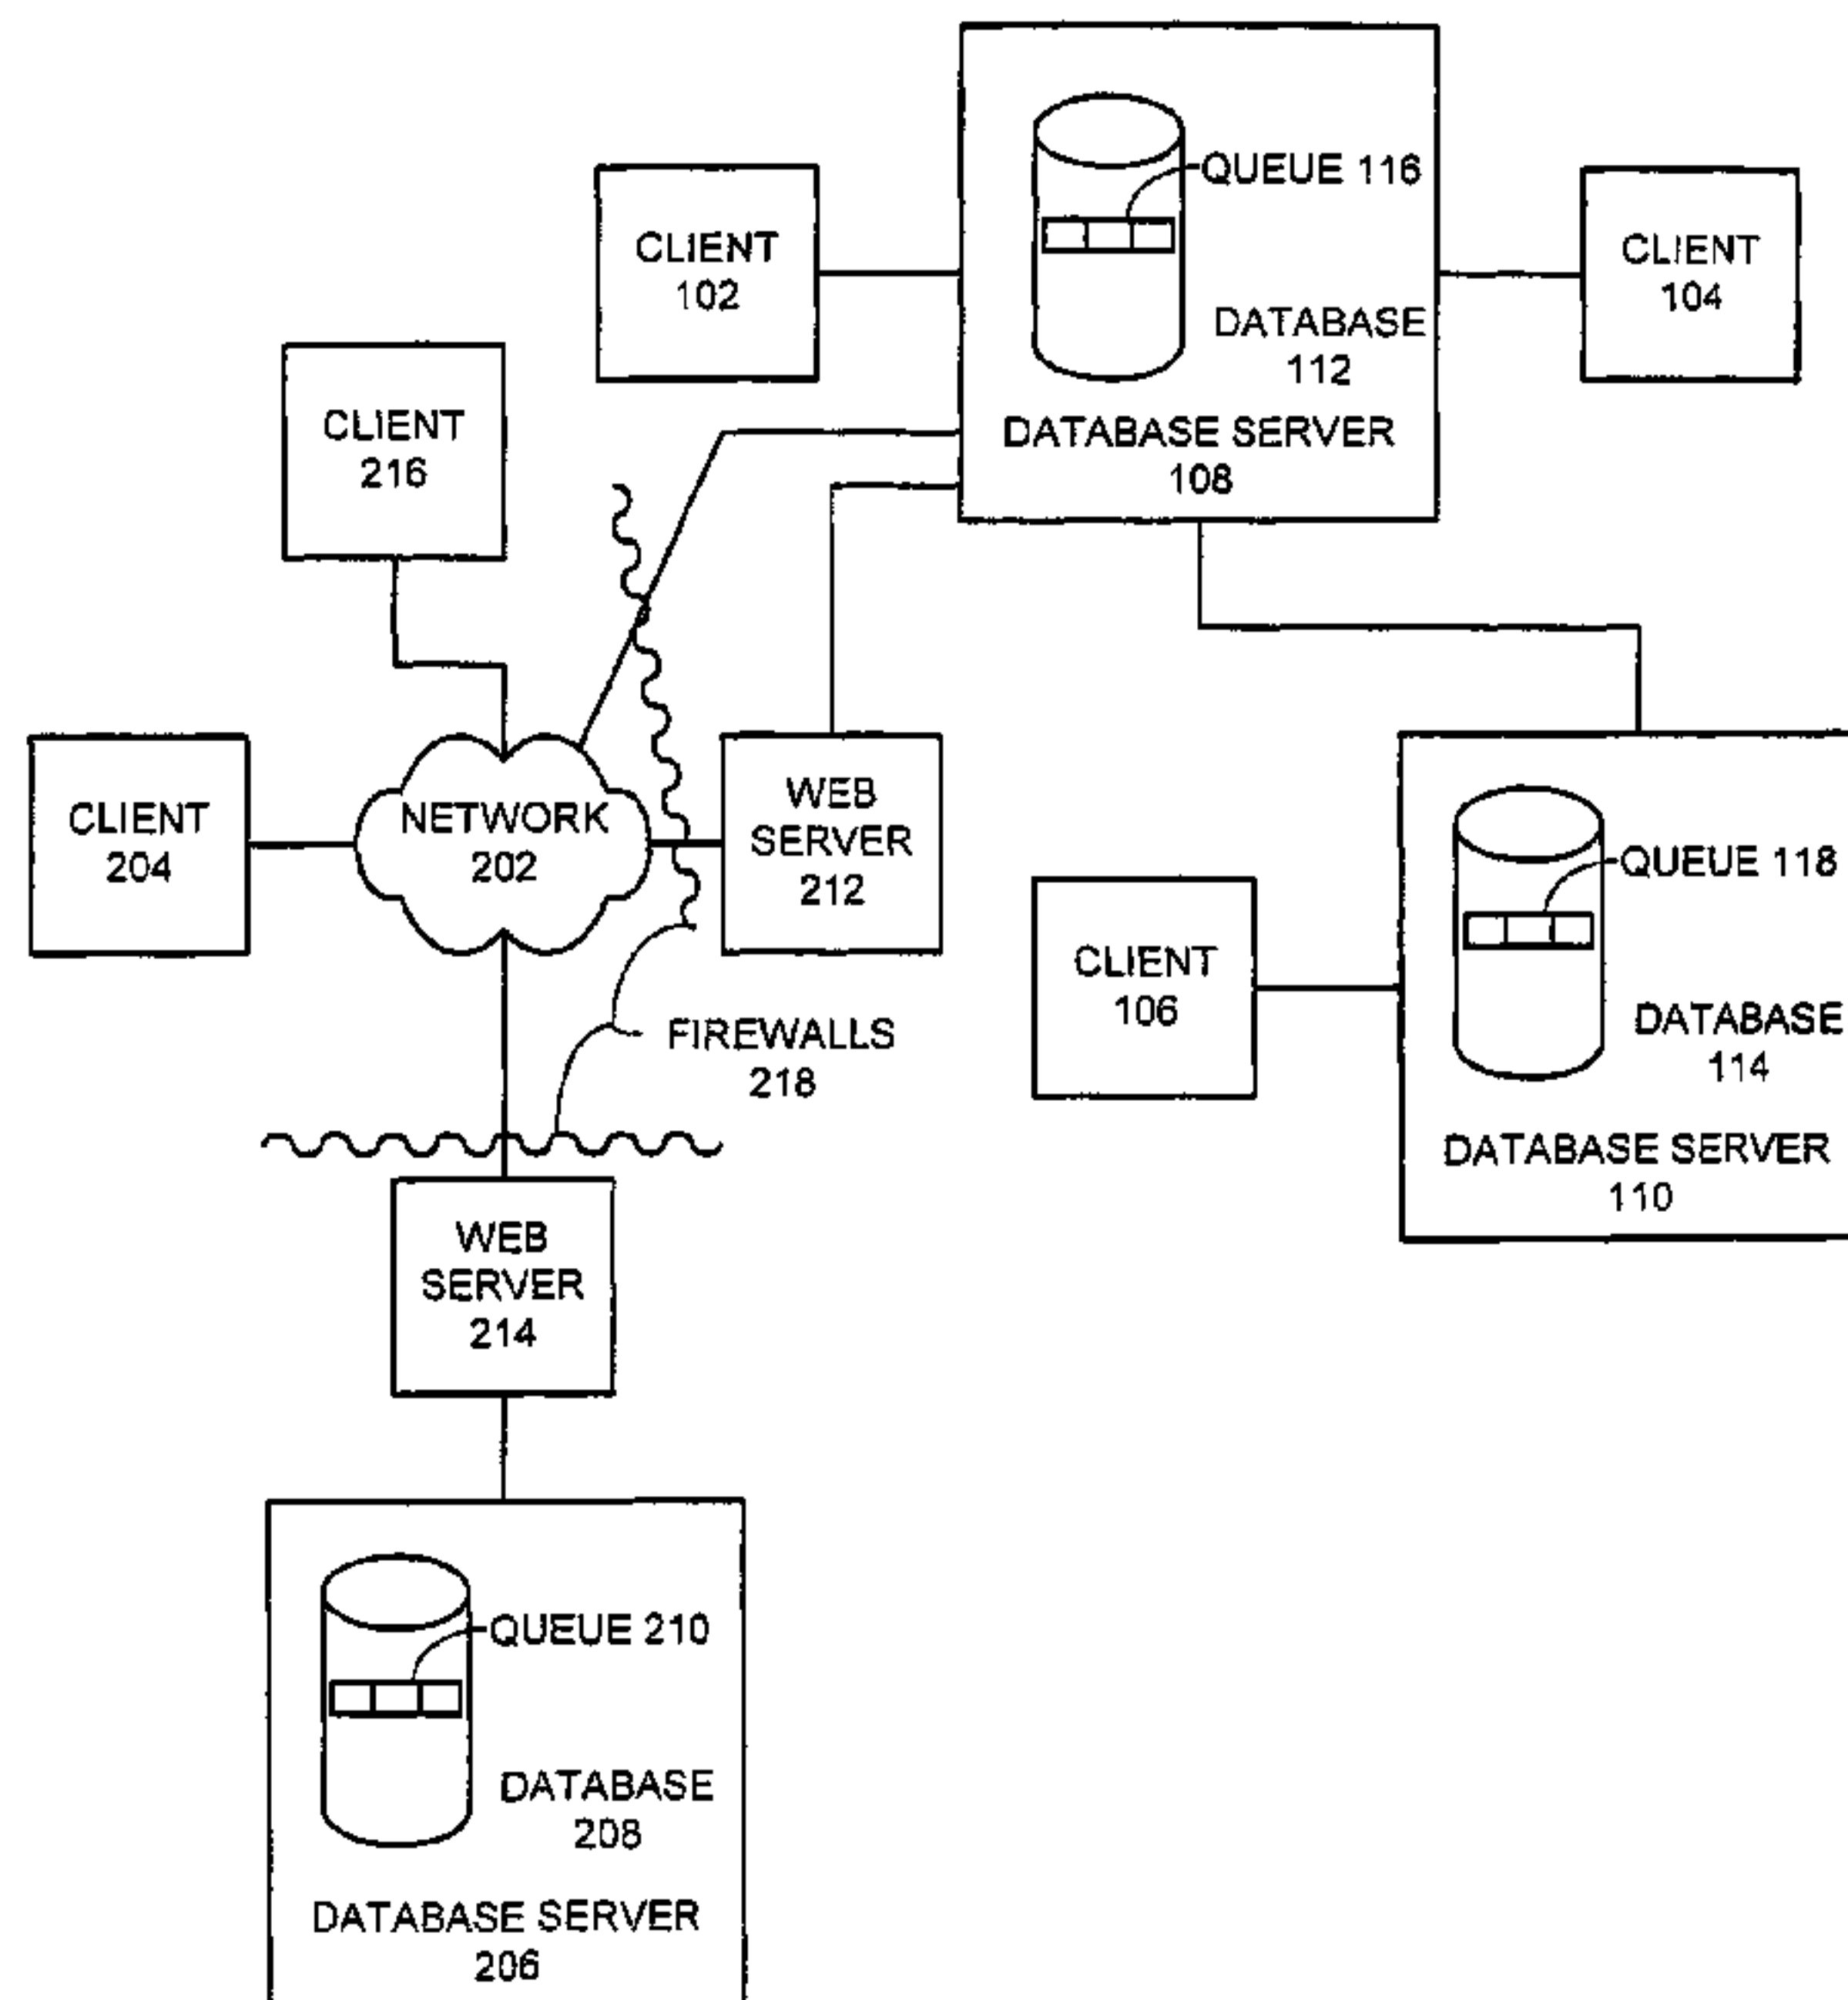 QUEUE 116
CLIENT
102
CLIENT
104
DATABASE
112
DATABASE SERVER
108
CLIENT
216
CLIENT
204
NETWORK
202
WEB
SERVER
212
QUEUE 118
CLIENT
106
DATABASE
114
FIREWALLS
218
DATABASE SERVER
110
WEB
SERVER
214
QUEUE 210
DATABASE
208
DATABASE SERVER
206